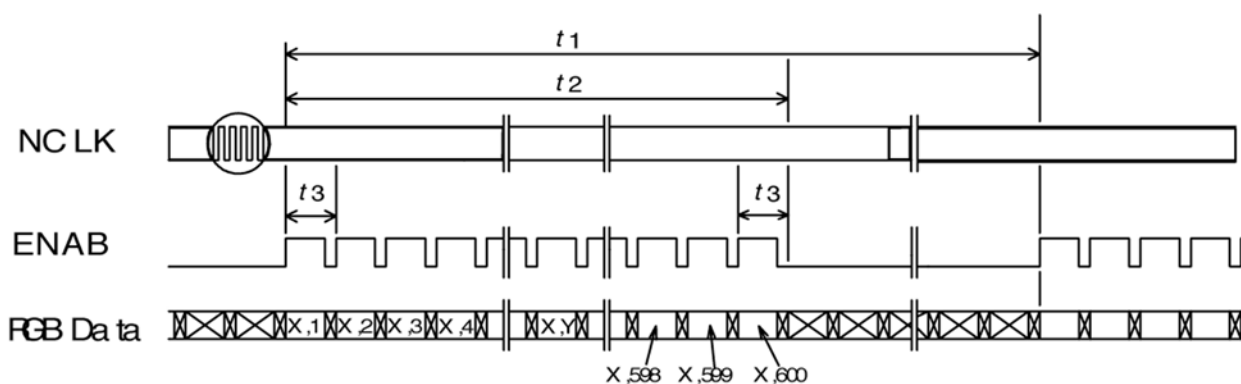 t1
t2
NCLK
t3 t3
ENAB
RGB Data X,1 X,2 X,3 X,4 X,Y
X,598 X,599 X,600